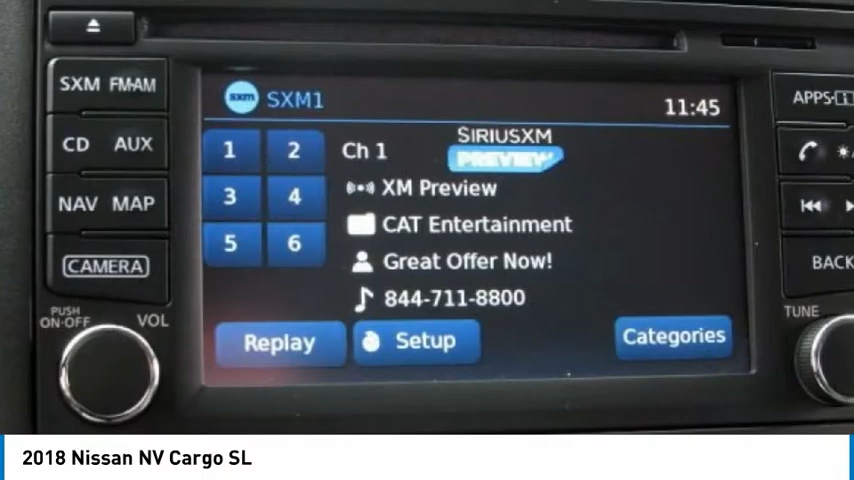 SXM FM·AM
CD AUX
NAV MAP
CAMERA
PUSH ON·OFF
VOL
sxm SXM1
11:45
1 2
3 4
5 6
Ch 1
SIRIUSXM
PREVIEW
XM Preview
CAT Entertainment
Great Offer Now!
844-711-8800
Replay
Setup
Categories
APPS·i
BACK
TUNE
2018 Nissan NV Cargo SL